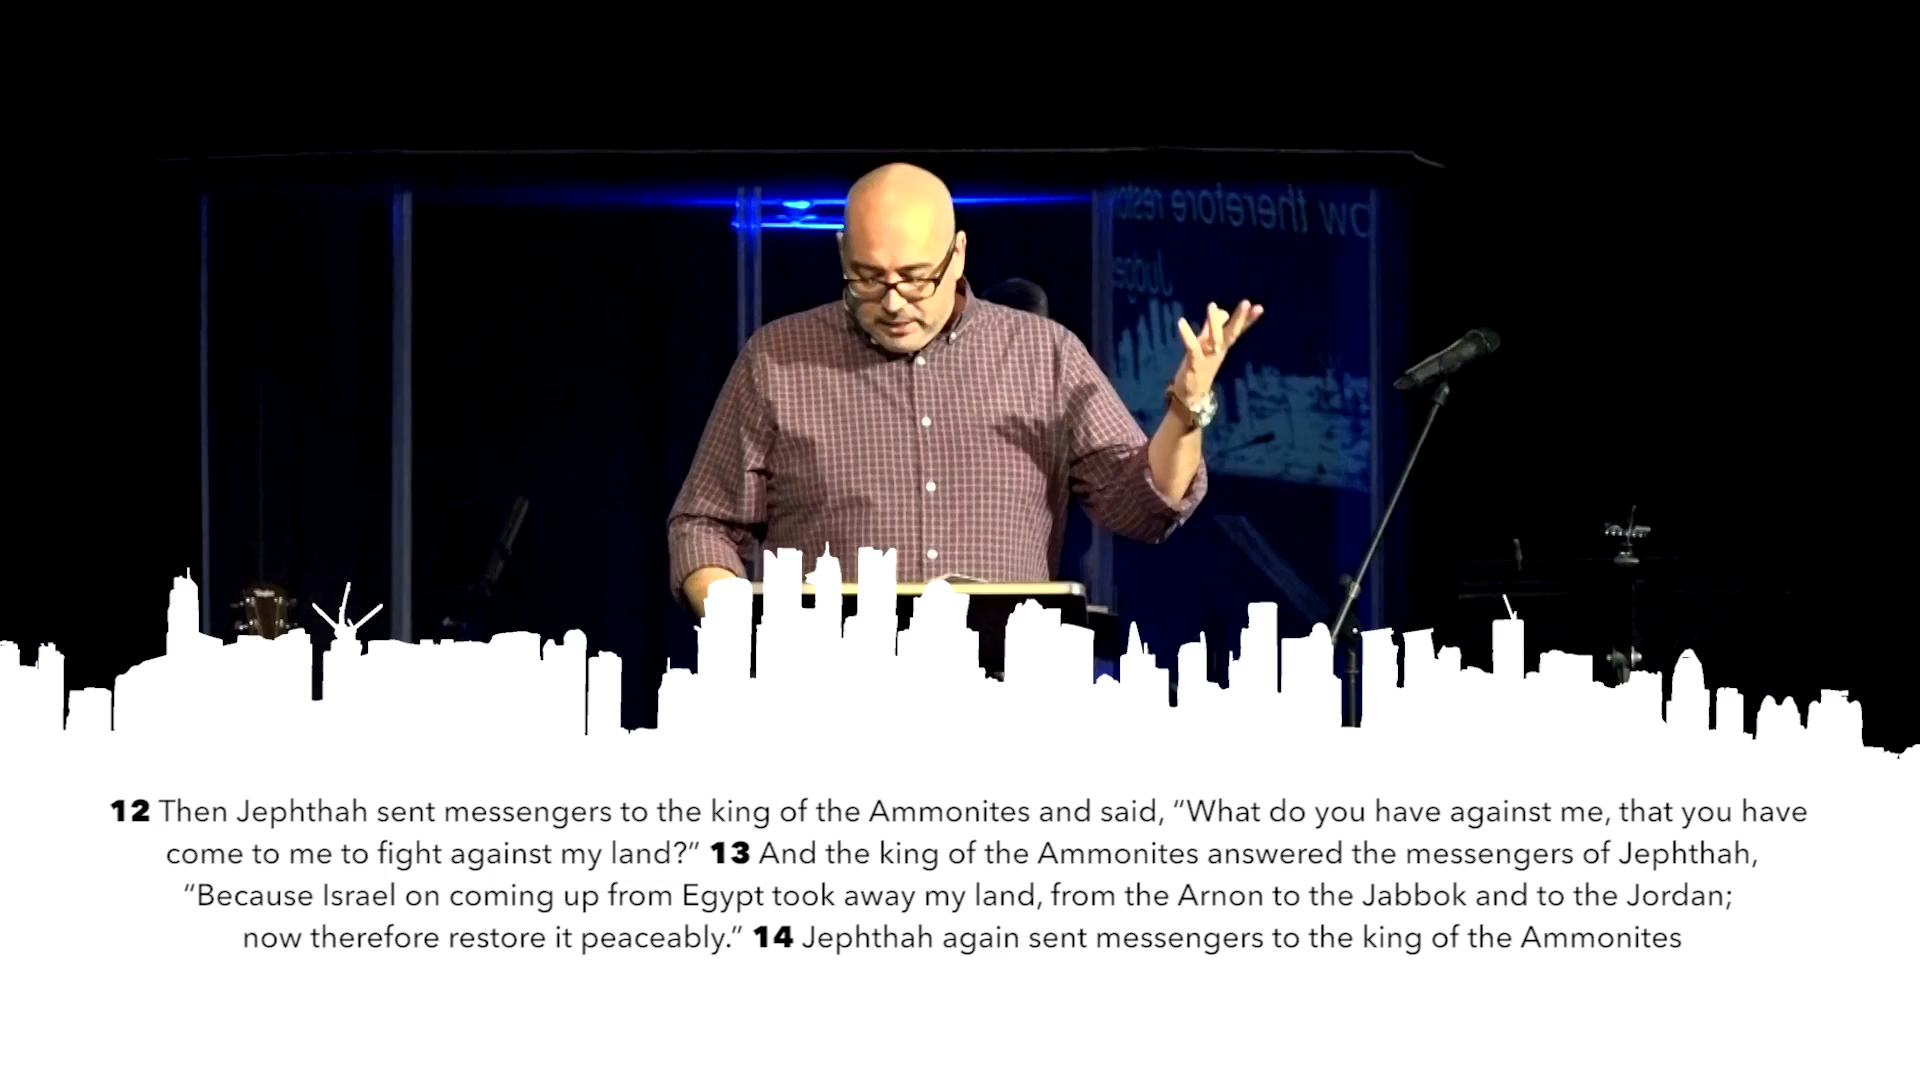 ow therefore resto
Judge
12 Then Jephthah sent messengers to the king of the Ammonites and said, “What do you have against me, that you have
come to me to fight against my land?” 13 And the king of the Ammonites answered the messengers of Jephthah,
“Because Israel on coming up from Egypt took away my land, from the Arnon to the Jabbok and to the Jordan;
now therefore restore it peaceably.” 14 Jephthah again sent messengers to the king of the Ammonites